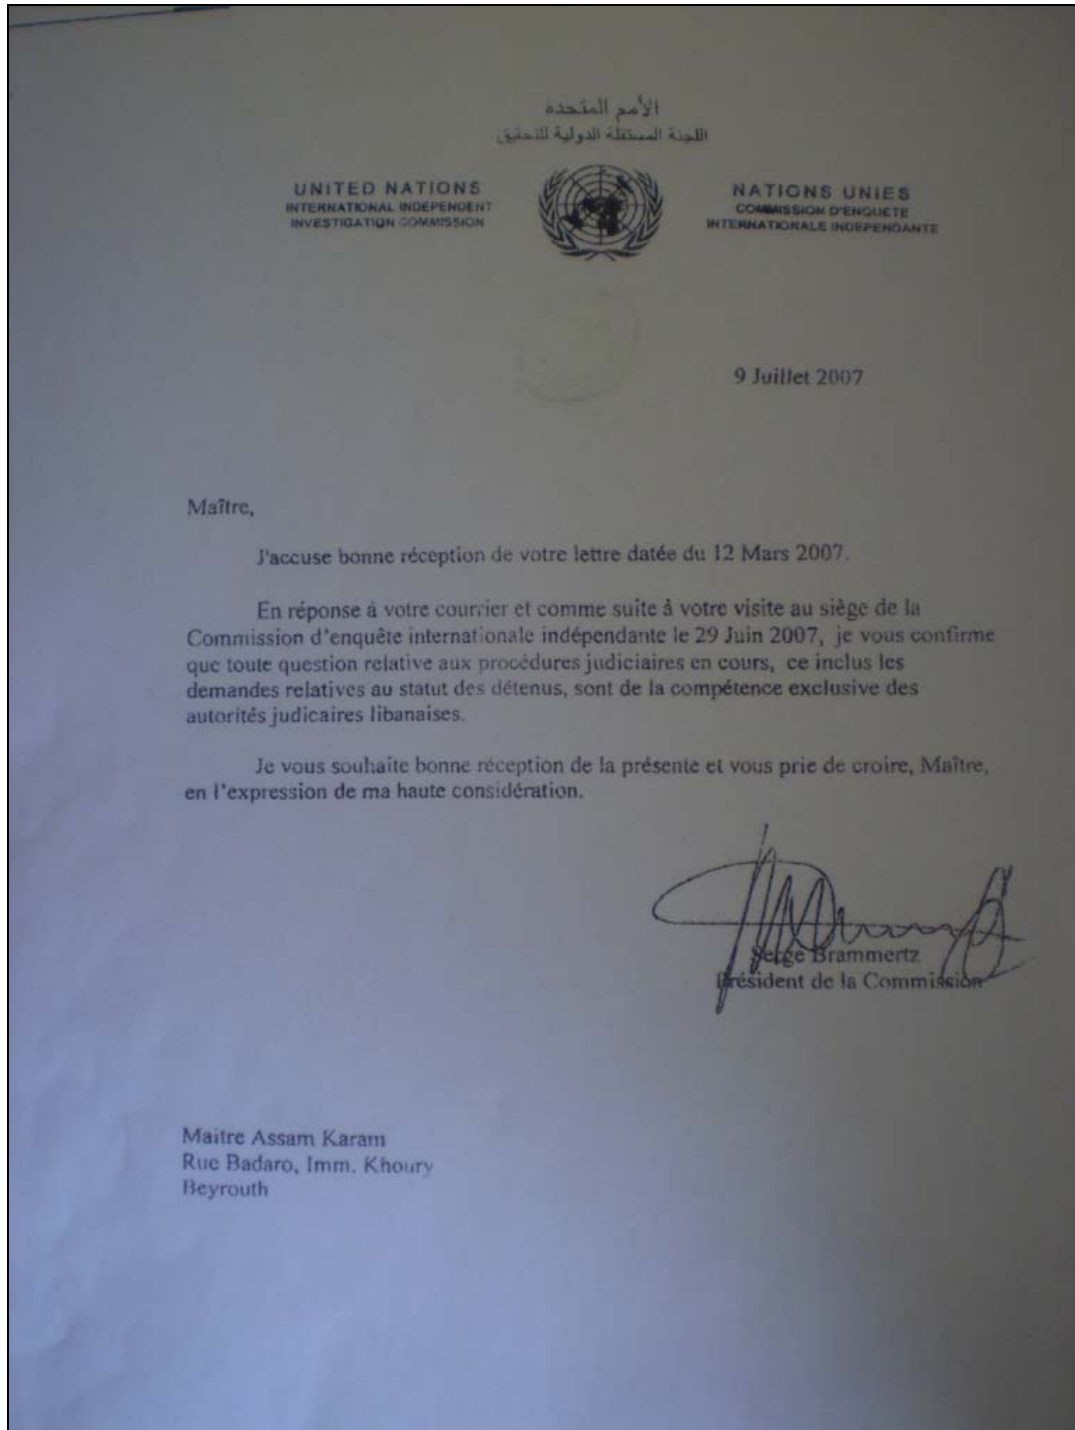 الأمم المتحدة
اللجنة المستقلة الدولية للتحقيق
UNITED NATIONS
INTERNATIONAL INDEPENDENT
INVESTIGATION COMMISSION
NATIONS UNIES
COMMISSION D'ENQUETE
INTERNATIONALE INDEPENDANTE
9 Juillet 2007
Maître,
J'accuse bonne réception de votre lettre datée du 12 Mars 2007.
En réponse à votre courrier et comme suite à votre visite au siège de la
Commission d'enquête internationale indépendante le 29 Juin 2007, je vous confirme
que toute question relative aux procédures judiciaires en cours, ce inclus les
demandes relatives au statut des détenus, sont de la compétence exclusive des
autorités judicaires libanaises.
Je vous souhaite bonne réception de la présente et vous prie de croire, Maître,
en l'expression de ma haute considération.
Serge Brammertz
Président de la Commission
Maitre Assam Karam
Rue Badaro, Imm. Khoury
Beyrouth